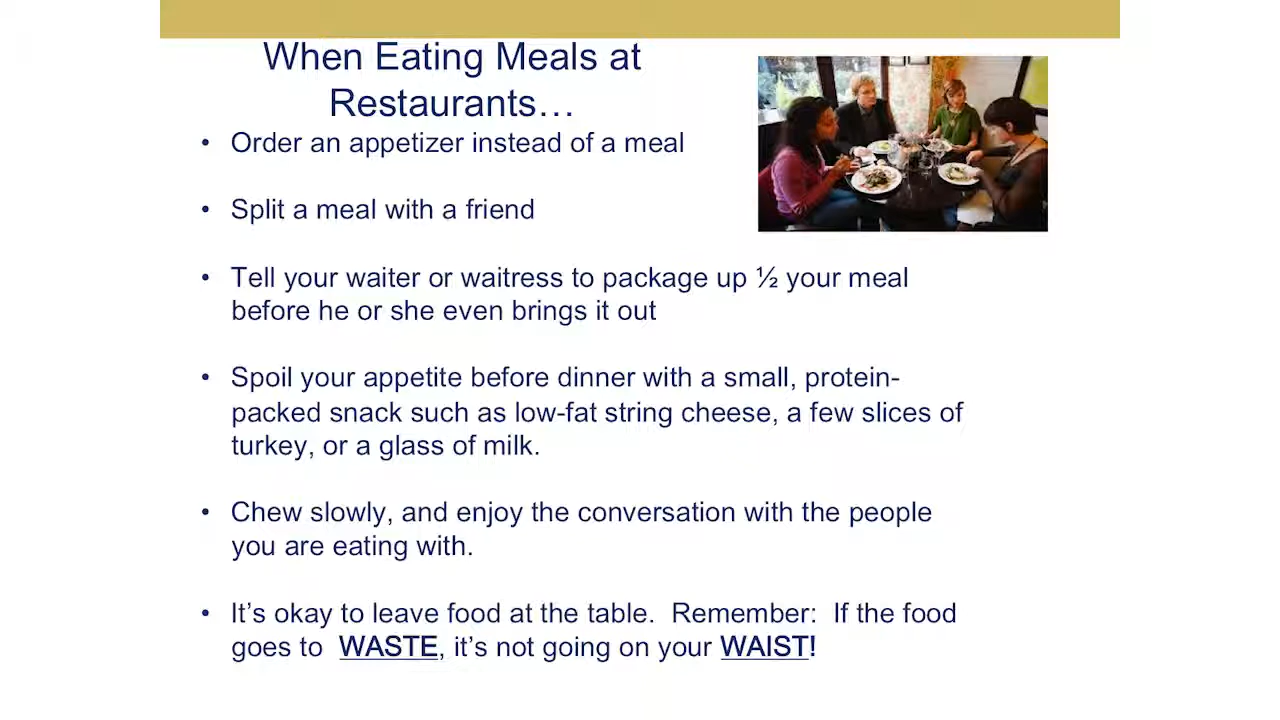 When Eating Meals at
Restaurants…
• Order an appetizer instead of a meal
• Split a meal with a friend
• Tell your waiter or waitress to package up ½ your meal
before he or she even brings it out
• Spoil your appetite before dinner with a small, protein-
packed snack such as low-fat string cheese, a few slices of
turkey, or a glass of milk.
• Chew slowly, and enjoy the conversation with the people
you are eating with.
• It’s okay to leave food at the table.  Remember:  If the food
goes to  WASTE, it’s not going on your WAIST!